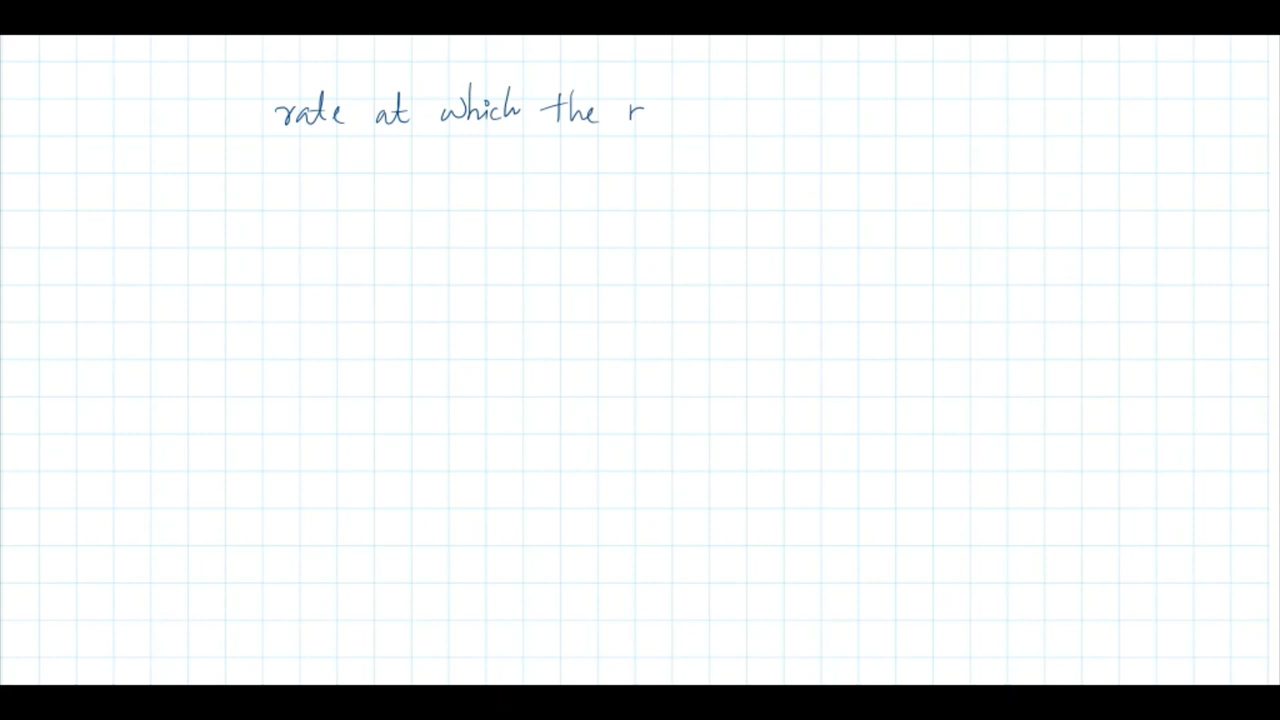 rate at which the r